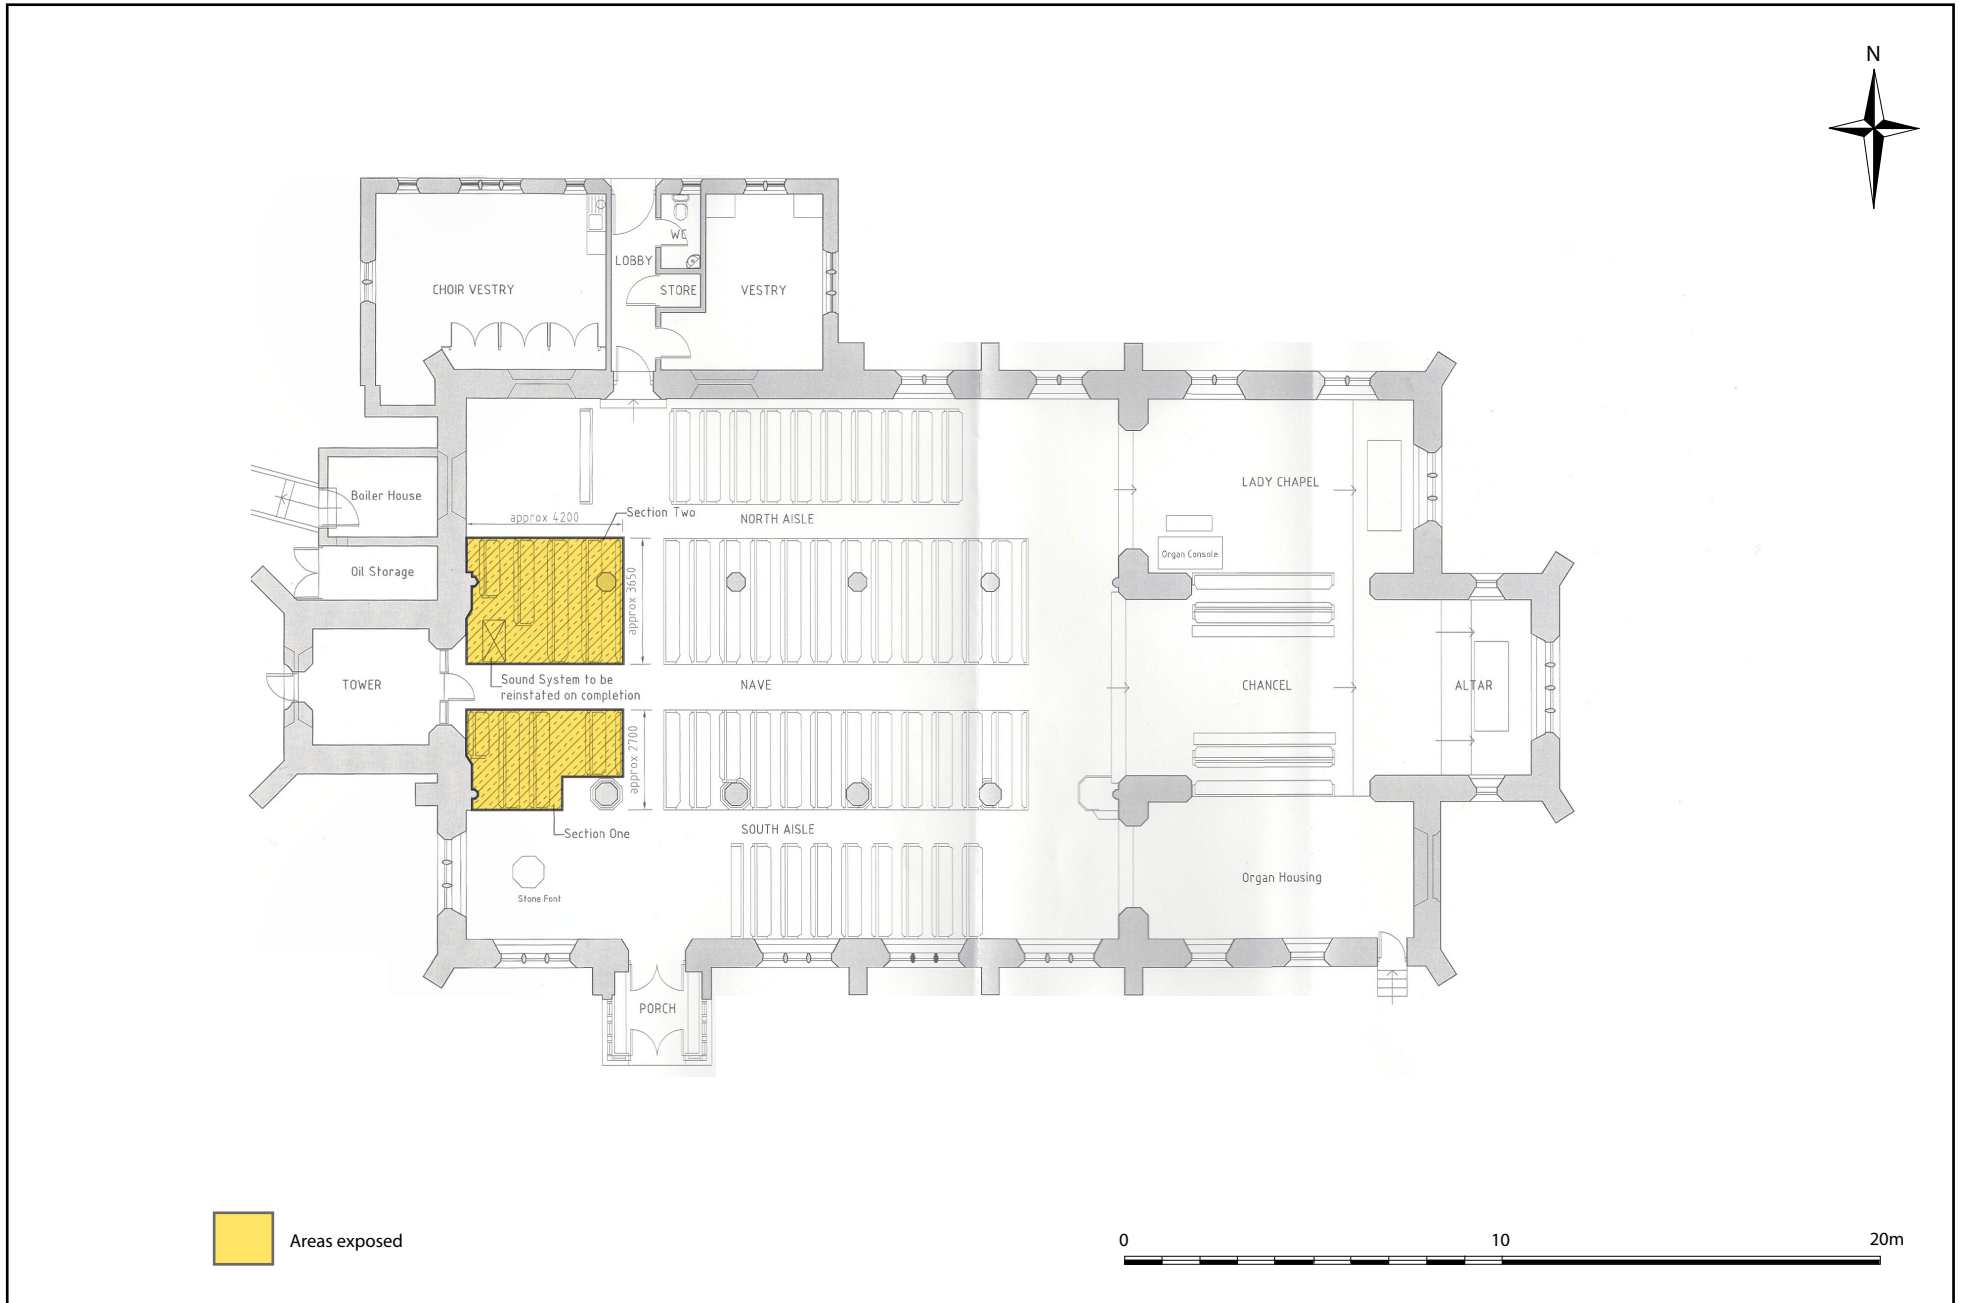 N
WC
LOBBY
CHOIR VESTRY
STORE
VESTRY
LADY CHAPEL
Boiler House
approx 4200
Section Two
NORTH AISLE
Organ Console
Oil Storage
approx 3650
Sound System to be
reinstated on completion
TOWER
NAVE
CHANCEL
ALTAR
approx 2700
Section One
SOUTH AISLE
Stone Font
Organ Housing
PORCH
Areas exposed
0
10
20m